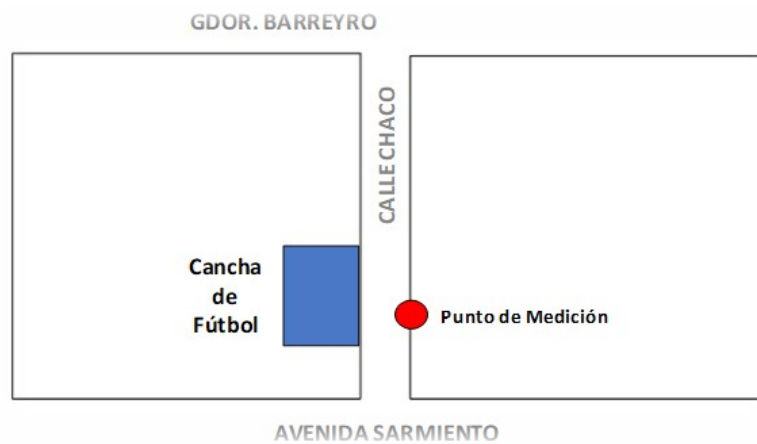 GDOR. BARREYRO
CALLE CHACO
Cancha
de
Fútbol
Punto de Medición
AVENIDA SARMIENTO